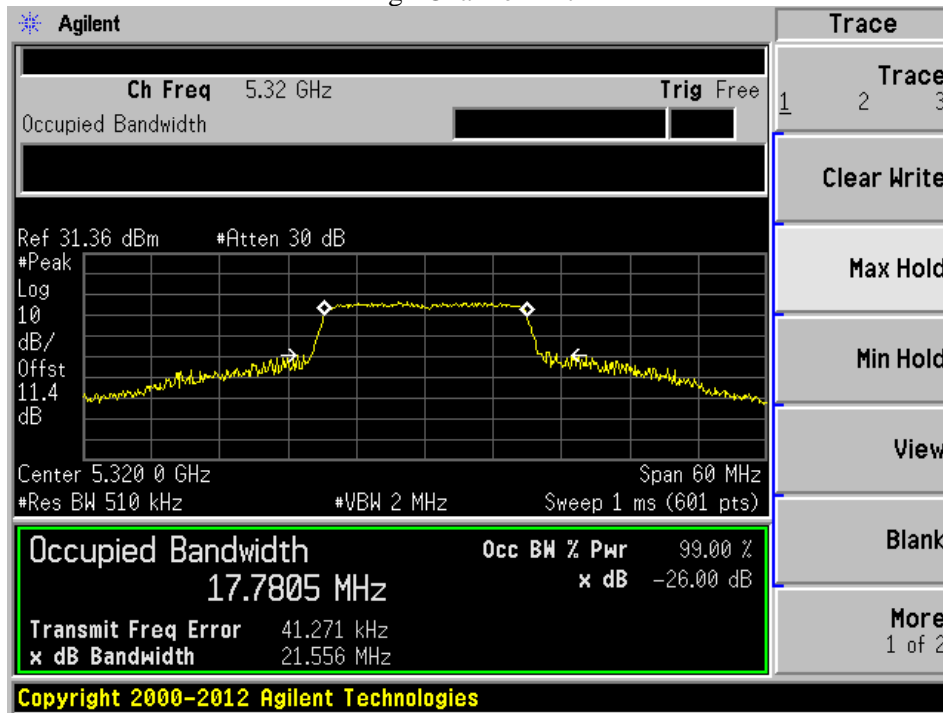 Agilent
Trace
Ch Freq 5.32 GHz Trig Free
Occupied Bandwidth
Trace
1 2 3
Clear Write
Max Hold
Min Hold
View
Blank
More
1 of 2
Ref 31.36 dBm #Atten 30 dB
#Peak
Log
10
dB/
Offst
11.4
dB
Center 5.320 0 GHz Span 60 MHz
#Res BW 510 kHz #VBW 2 MHz Sweep 1 ms (601 pts)
Occupied Bandwidth Occ BW % Pwr 99.00 %
17.7805 MHz x dB -26.00 dB
Transmit Freq Error 41.271 kHz
x dB Bandwidth 21.556 MHz
Copyright 2000-2012 Agilent Technologies